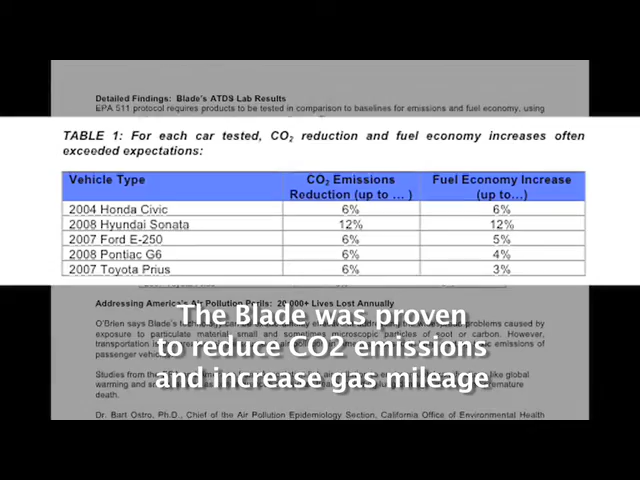 Detailed Findings: Blade's ATDS Lab Results
EPA 511 protocol requires products to be tested in comparison to baselines for emissions and fuel economy, using
TABLE 1: For each car tested, CO2 reduction and fuel economy increases often
exceeded expectations:
Vehicle Type CO2 Emissions Reduction (up to ... ) Fuel Economy Increase (up to...)
2004 Honda Civic 6% 6%
2008 Hyundai Sonata 12% 12%
2007 Ford E-250 6% 5%
2008 Pontiac G6 6% 4%
2007 Toyota Prius 6% 3%
Addressing America's Air Pollution Perils: 20,000+ Lives Lost Annually
The Blade was proven
to reduce CO2 emissions
and increase gas mileage
O'Brien says Blade's problems caused by
exposure to particulate material, small and sometimes microscopic particles of soot or carbon. However,
transportation emissions of
passenger vehic
Studies from the like global
warming and
death.
Dr. Bart Ostro, Ph.D., Chief of the Air Pollution Epidemiology Section, California Office of Environmental Health